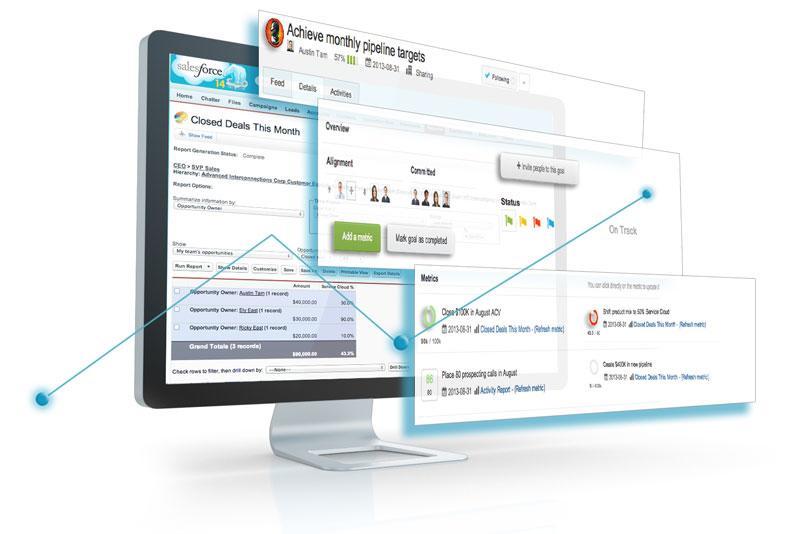 Achieve monthly pipeline targets
Austin Tam 57% 2013-08-31 Sharing
Following
Feed Details Activities
salesforce
14
Home Chatter Files Campaigns Leads
Closed Deals This Month
Show Feed
Report Generation Status: Complete
CEO > SVP Sales
Hierarchy: Advanced Interconnections Corp Customer
Report Options:
Summarize information by:
Opportunity Owner
Show
My team's opportunities
Run Report Show Details Customize Save Delete Printable View Export Details
Amount Service Cloud %
Opportunity Owner: Austin Tam (1 record)
$40,000.00 30.0%
Opportunity Owner: Ely East (1 record)
$30,000.00 90.0%
Opportunity Owner: Ricky East (1 record)
$20,000.00 10.0%
Grand Totals (3 records)
$90,000.00 43.3%
Check rows to filter, then drill down by: --None-- Drill Down
Overview
Alignment
Committed
+ Invite people to this goal
Status
On Track
Add a metric
Mark goal as completed
Metrics
You can click directly on the metric to update it
Close $100K in August ACV
2013-08-31 Closed Deals This Month - (Refresh metric)
90k / 100k
Shift product mix to 50% Service Cloud
2013-08-31 Closed Deals This Month - (Refresh metric)
Place 80 prospecting calls in August
86
80
2013-08-31 Activity Report - (Refresh metric)
Create $400K in new pipeline
2013-08-31 Closed Deals This Month - (Refresh metric)